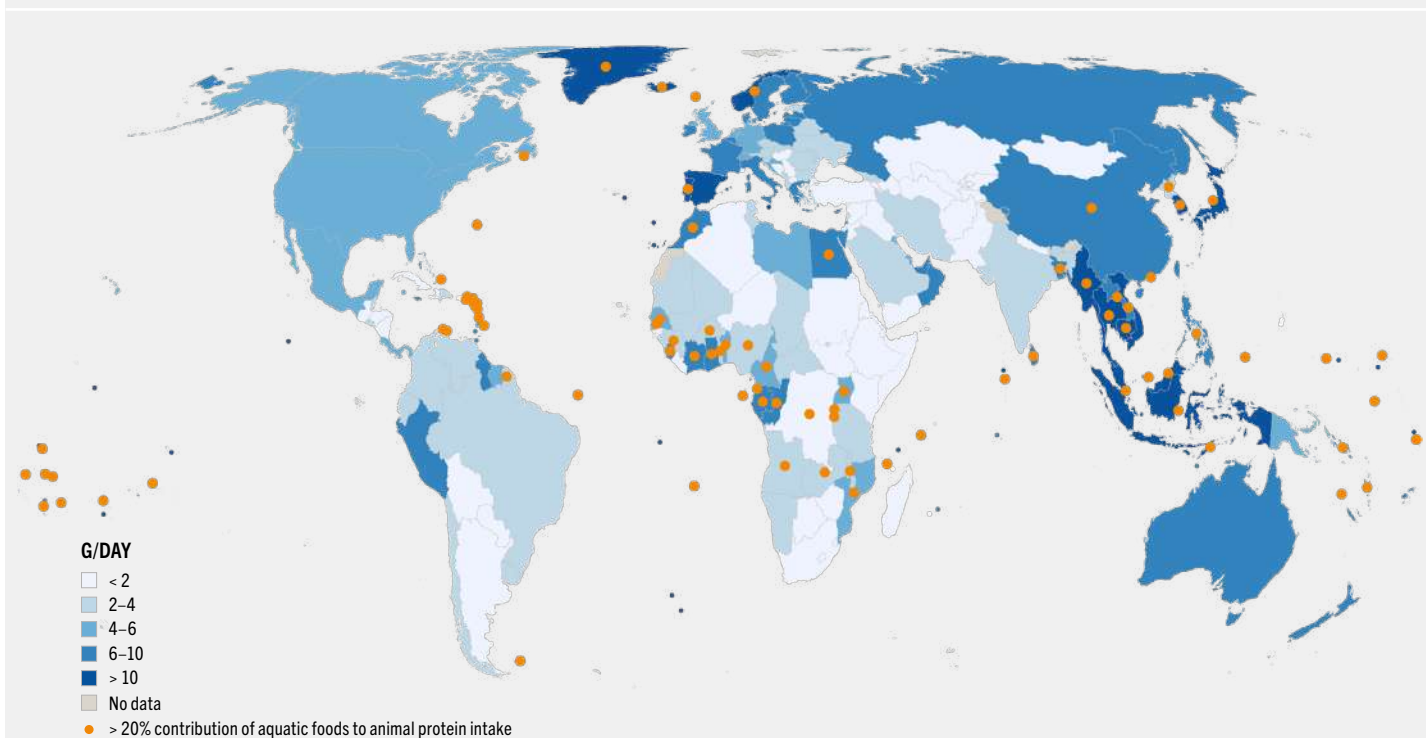 G/DAY
< 2
2–4
4–6
6–10
> 10
No data
> 20% contribution of aquatic foods to animal protein intake